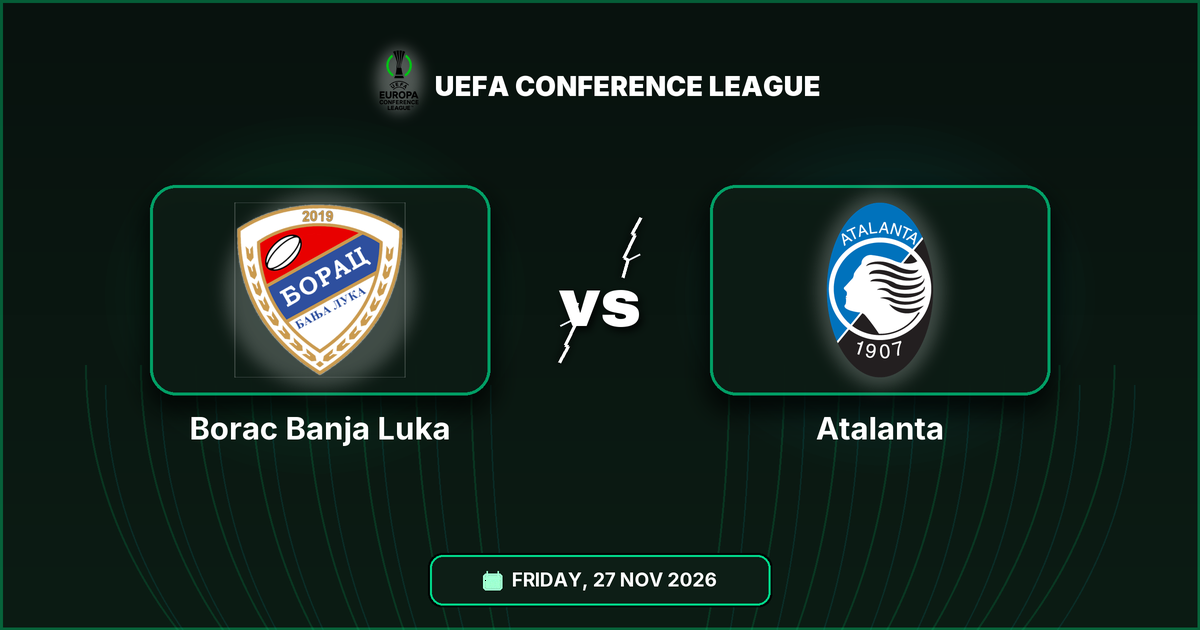 UEFA
EUROPA
CONFERENCE
LEAGUE
UEFA CONFERENCE LEAGUE
2019
БОРАЦ
БАЊА ЛУКА
vs
ATALANTA
1907
Borac Banja Luka
Atalanta
FRIDAY, 27 NOV 2026